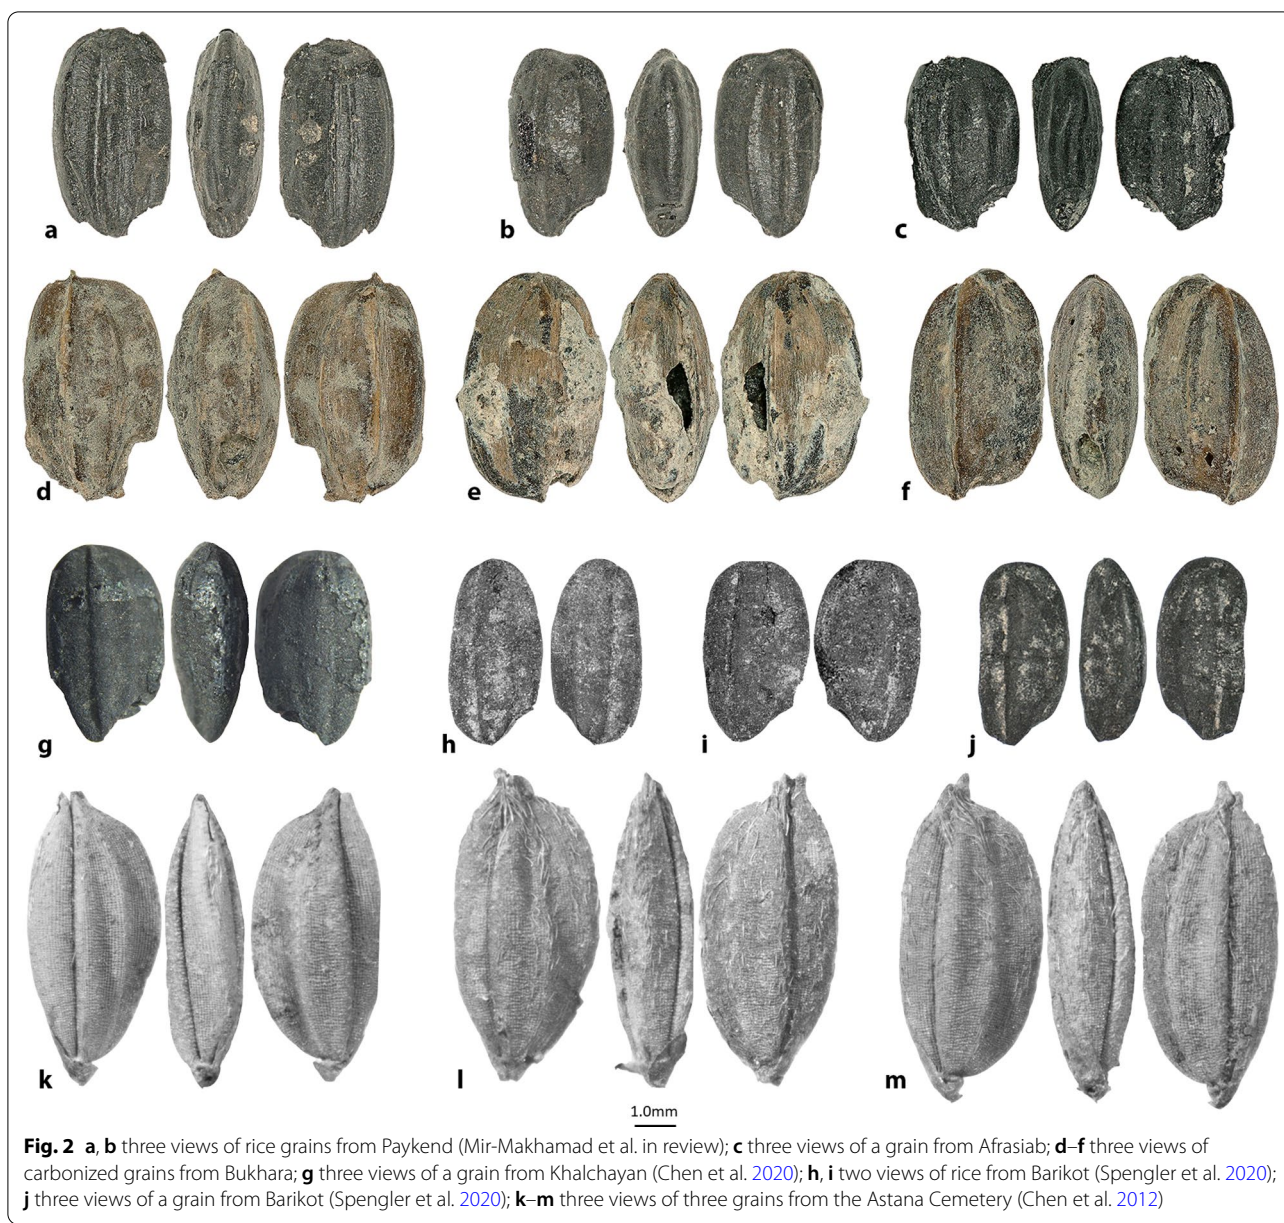 a
b
c
d
e
f
g
h
i
j
k
l
m
1.0mm
Fig. 2 a, b three views of rice grains from Paykend (Mir-Makhamad et al. in review); c three views of a grain from Afrasiab; d–f three views of
carbonized grains from Bukhara; g three views of a grain from Khalchayan (Chen et al. 2020); h, i two views of rice from Barikot (Spengler et al. 2020);
j three views of a grain from Barikot (Spengler et al. 2020); k–m three views of three grains from the Astana Cemetery (Chen et al. 2012)